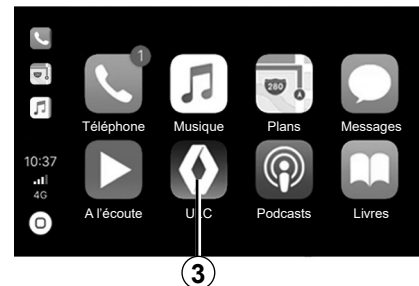 1
280
Téléphone
Musique
Plans
Messages
10:37
4G
A l'écoute
Podcasts
Livres
3